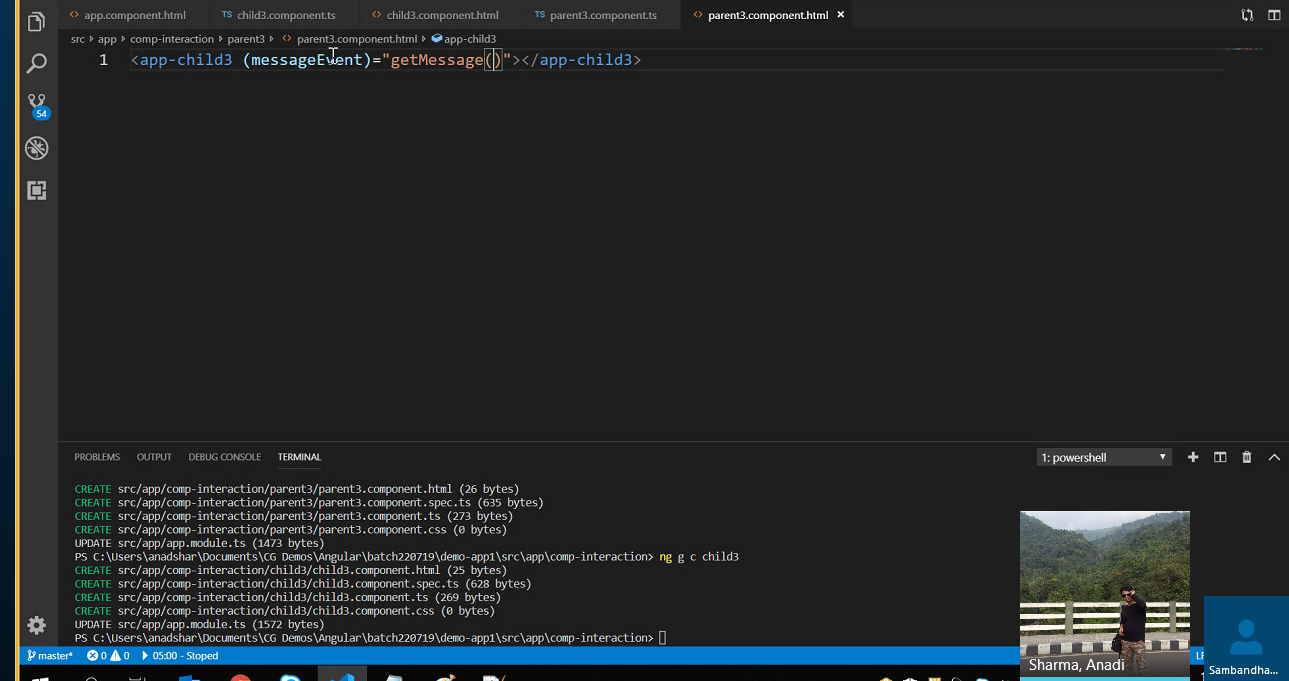 app.component.html TS child3.component.ts child3.component.html TS parent3.component.ts parent3.component.html
src app comp-interaction parent3 parent3.component.html app-child3
1 <app-child3 (messageEvent)="getMessage()"></app-child3>
54
PROBLEMS OUTPUT DEBUG CONSOLE TERMINAL 1: powershell
CREATE src/app/comp-interaction/parent3/parent3.component.html (26 bytes)
CREATE src/app/comp-interaction/parent3/parent3.component.spec.ts (635 bytes)
CREATE src/app/comp-interaction/parent3/parent3.component.ts (273 bytes)
CREATE src/app/comp-interaction/parent3/parent3.component.css (0 bytes)
UPDATE src/app/app.module.ts (1473 bytes)
PS C:\Users\anadshar\Documents\CG Demos\Angular\batch220719\demo-app1\src\app\comp-interaction> ng g c child3
CREATE src/app/comp-interaction/child3/child3.component.html (25 bytes)
CREATE src/app/comp-interaction/child3/child3.component.spec.ts (628 bytes)
CREATE src/app/comp-interaction/child3/child3.component.ts (269 bytes)
CREATE src/app/comp-interaction/child3/child3.component.css (0 bytes)
UPDATE src/app/app.module.ts (1572 bytes)
PS C:\Users\anadshar\Documents\CG Demos\Angular\batch220719\demo-app1\src\app\comp-interaction>
master* 0 0 05:00 - Stoped
Sharma, Anadi
Sambandha...